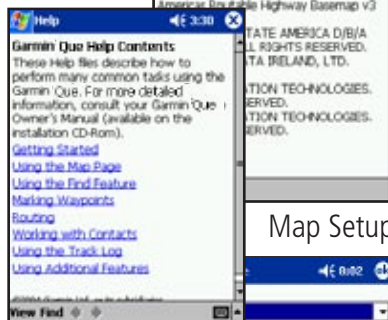 Help 3:30
Garmin Que Help Contents
These Help files describe how to
perform many common tasks using the
Garmin Que. For more detailed
information, consult your Garmin Que
Owner's Manual (available on the
installation CD-Rom).
Getting Started
Using the Map Page
Using the Find Feature
Marking Waypoints
Routing
Working with Contacts
Using the Track Log
Using Additional Features
View Find
Americas Routable Highway Basemap v3
TATE AMERICA D/B/A
L RIGHTS RESERVED.
TA IRELAND, LTD.
TION TECHNOLOGIES.
ERVED.
TION TECHNOLOGIES.
ERVED.
Map Setup
8:02